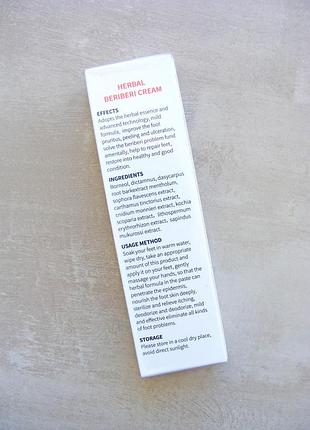 HERBAL
BERIBERI CREAM
EFFECTS
Adopts the herbal essence and
advanced technology, mild
formula, improve the foot
pruritus, peeling and ulceration,
solve the beriberi problem fund
amentally, help to repair feet,
restore into healthy and good
condition.
INGREDIENTS
Borneol, dictamnus, dasycarpus
root barkextract mentholum,
sophora flavescens extract,
carthamus tinctorius extract,
cnidium monnieri extract, kochia
scoparia extract, lithospermum
erythrorhizon extract, sapindus
mukurossi extract.
USAGE METHOD
Soak your feet in warm water,
wipe dry, take an appropriate
amount of this product and
apply it on your feet, gently
massage your hands, so that the
herbal formula in the paste can
penetrate the epidermis,
nourish the foot skin deeply,
sterilize and relieve itching,
deodorize and deodorize, mild
and effective eliminate all kinds
of foot problems.
STORAGE
Please store in a cool dry place,
avoid direct sunlight.